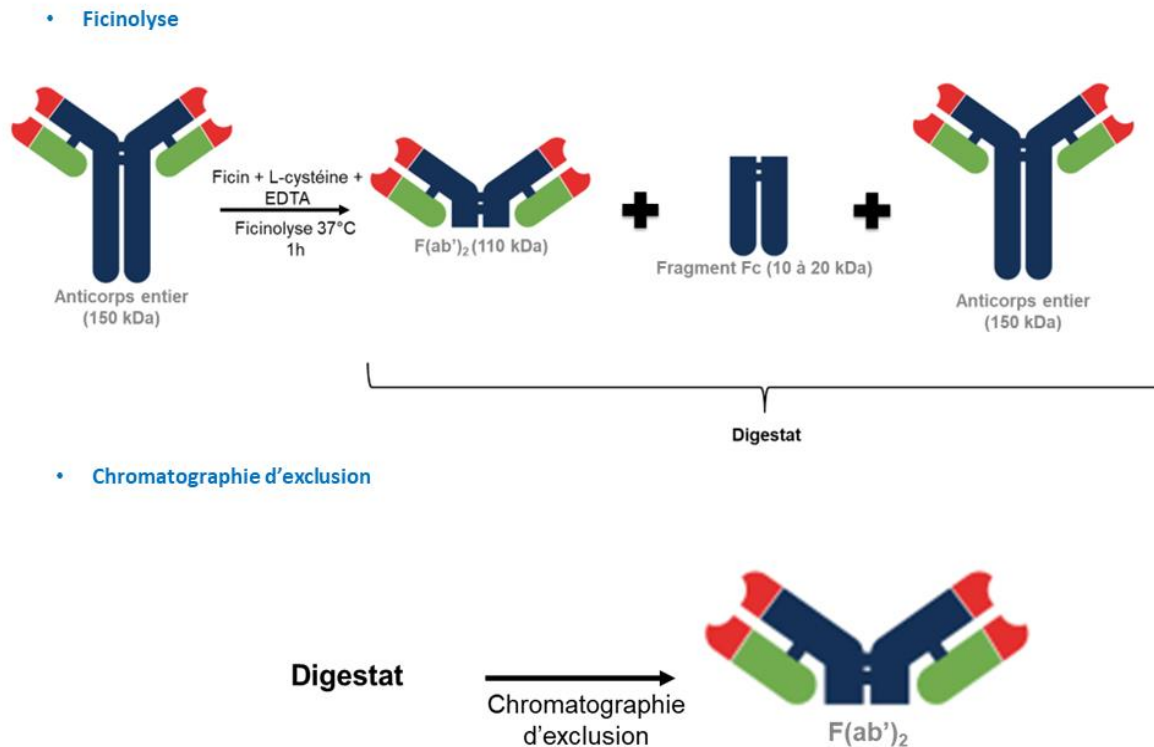 • Ficinolyse
Ficin + L-cystéine +
EDTA
Ficinolyse 37°C
1h
Anticorps entier
(150 kDa)
F(ab')₂ (110 kDa)
Fragment Fc (10 à 20 kDa)
Anticorps entier
(150 kDa)
Digestat
• Chromatographie d'exclusion
Digestat
Chromatographie
d'exclusion
F(ab')₂